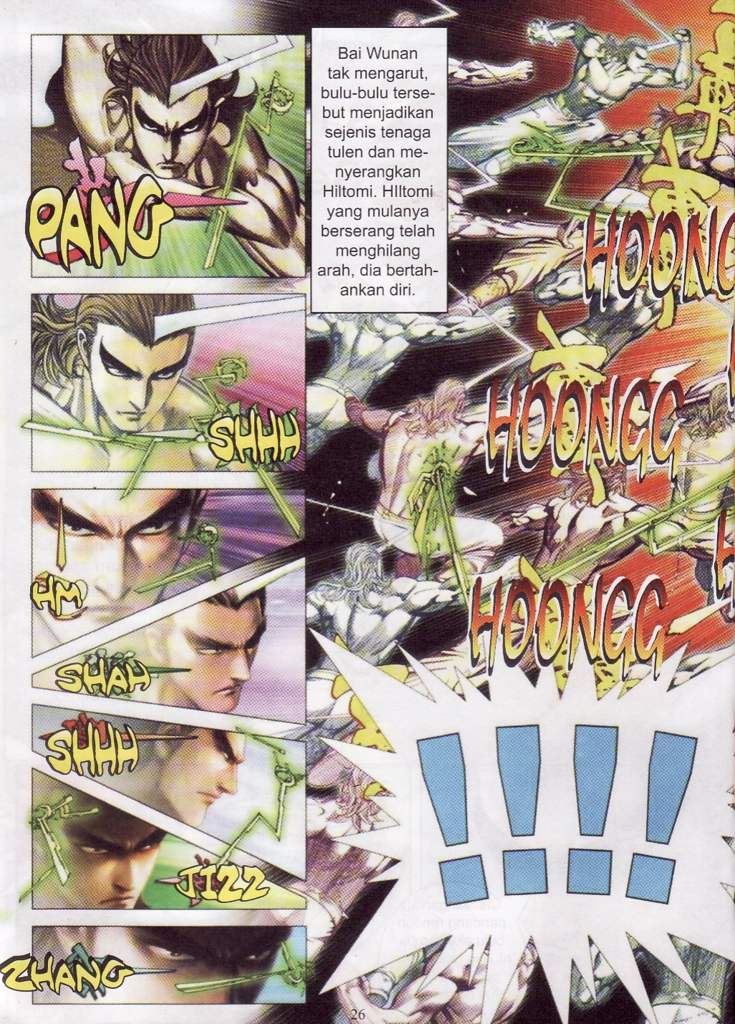 Bai Wunan
tak mengarut,
bulu-bulu terse-
but menjadikan
sejenis tenaga
tulen dan me-
nyerangkan
Hiltomi. HIltomi
yang mulanya
berserang telah
menghilang
arah, dia bertah-
ankan diri.
PANG
SHHH
HM
SHAH
SHHH
JIZZ
ZHANG
HOONG
HOONGG
HOONGG
!!!!
26